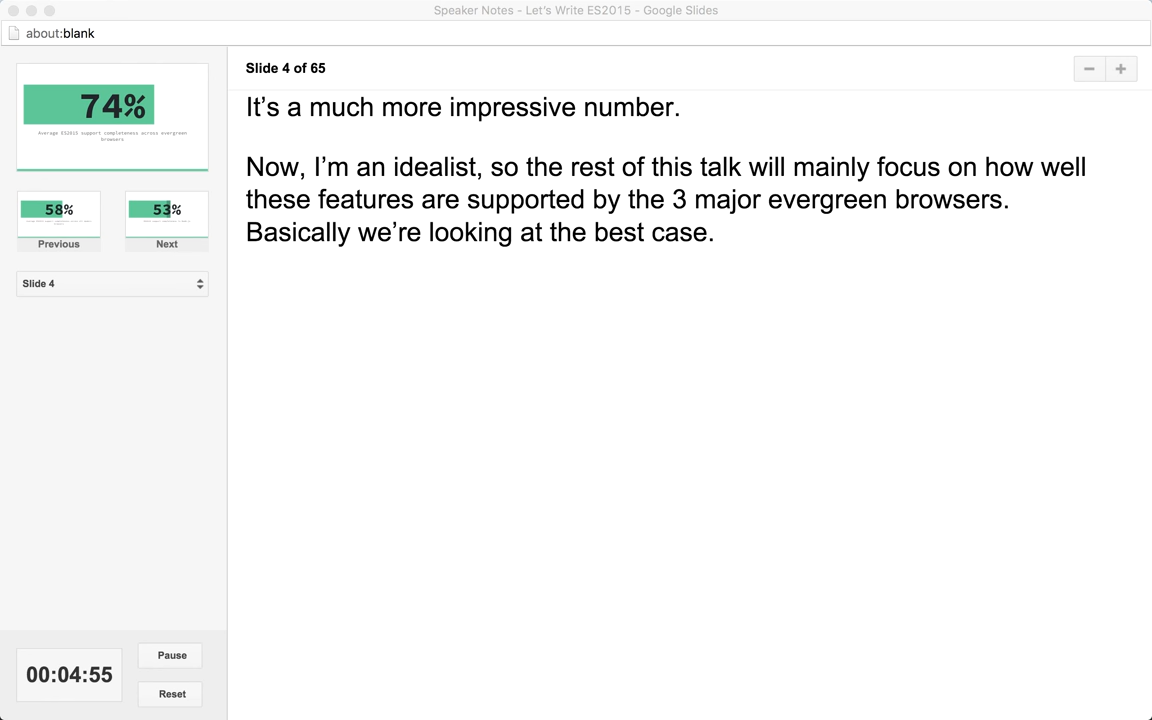 Speaker Notes - Let's Write ES2015 - Google Slides
about:blank
74%
Average ES2015 support completeness across evergreen
browsers
58%
Previous
53%
Next
Slide 4
00:04:55
Pause
Reset
Slide 4 of 65
It’s a much more impressive number.
Now, I’m an idealist, so the rest of this talk will mainly focus on how well
these features are supported by the 3 major evergreen browsers.
Basically we’re looking at the best case.